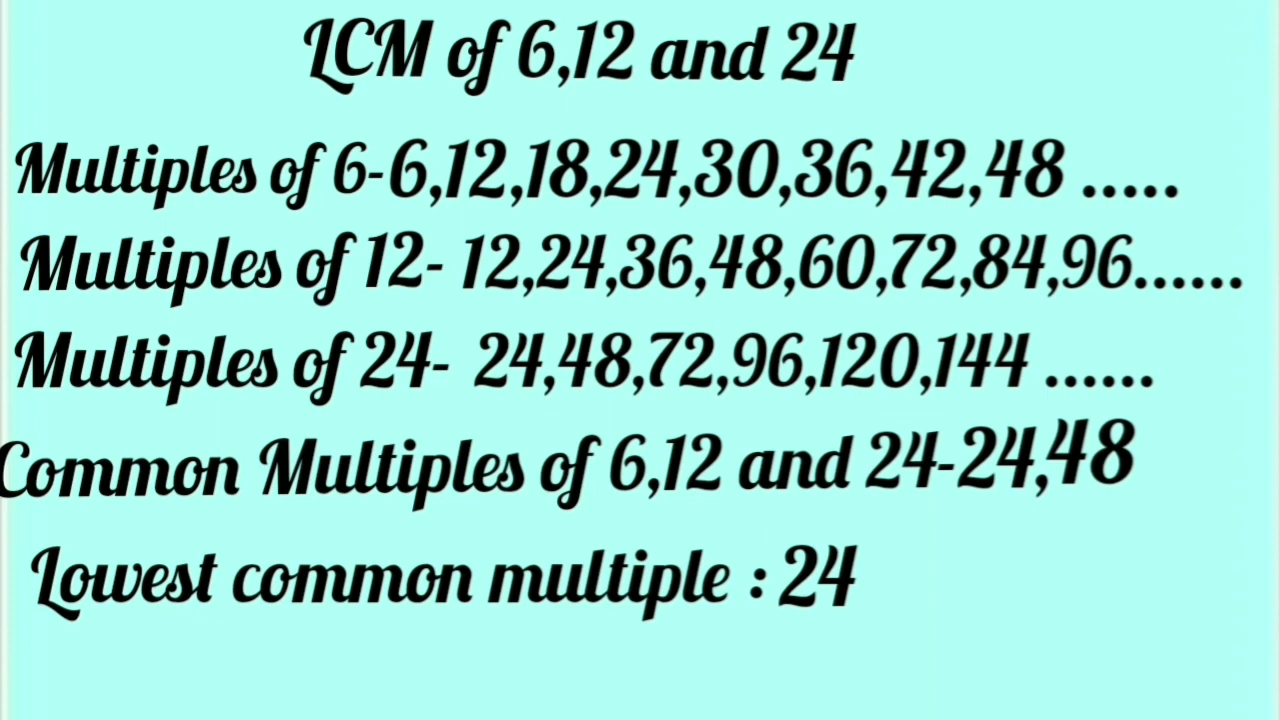 LCM of 6,12 and 24
Multiples of 6-6,12,18,24,30,36,42,48 .....
Multiples of 12- 12,24,36,48,60,72,84,96......
Multiples of 24- 24,48,72,96,120,144 ......
Common Multiples of 6,12 and 24-24,48
Lowest common multiple : 24